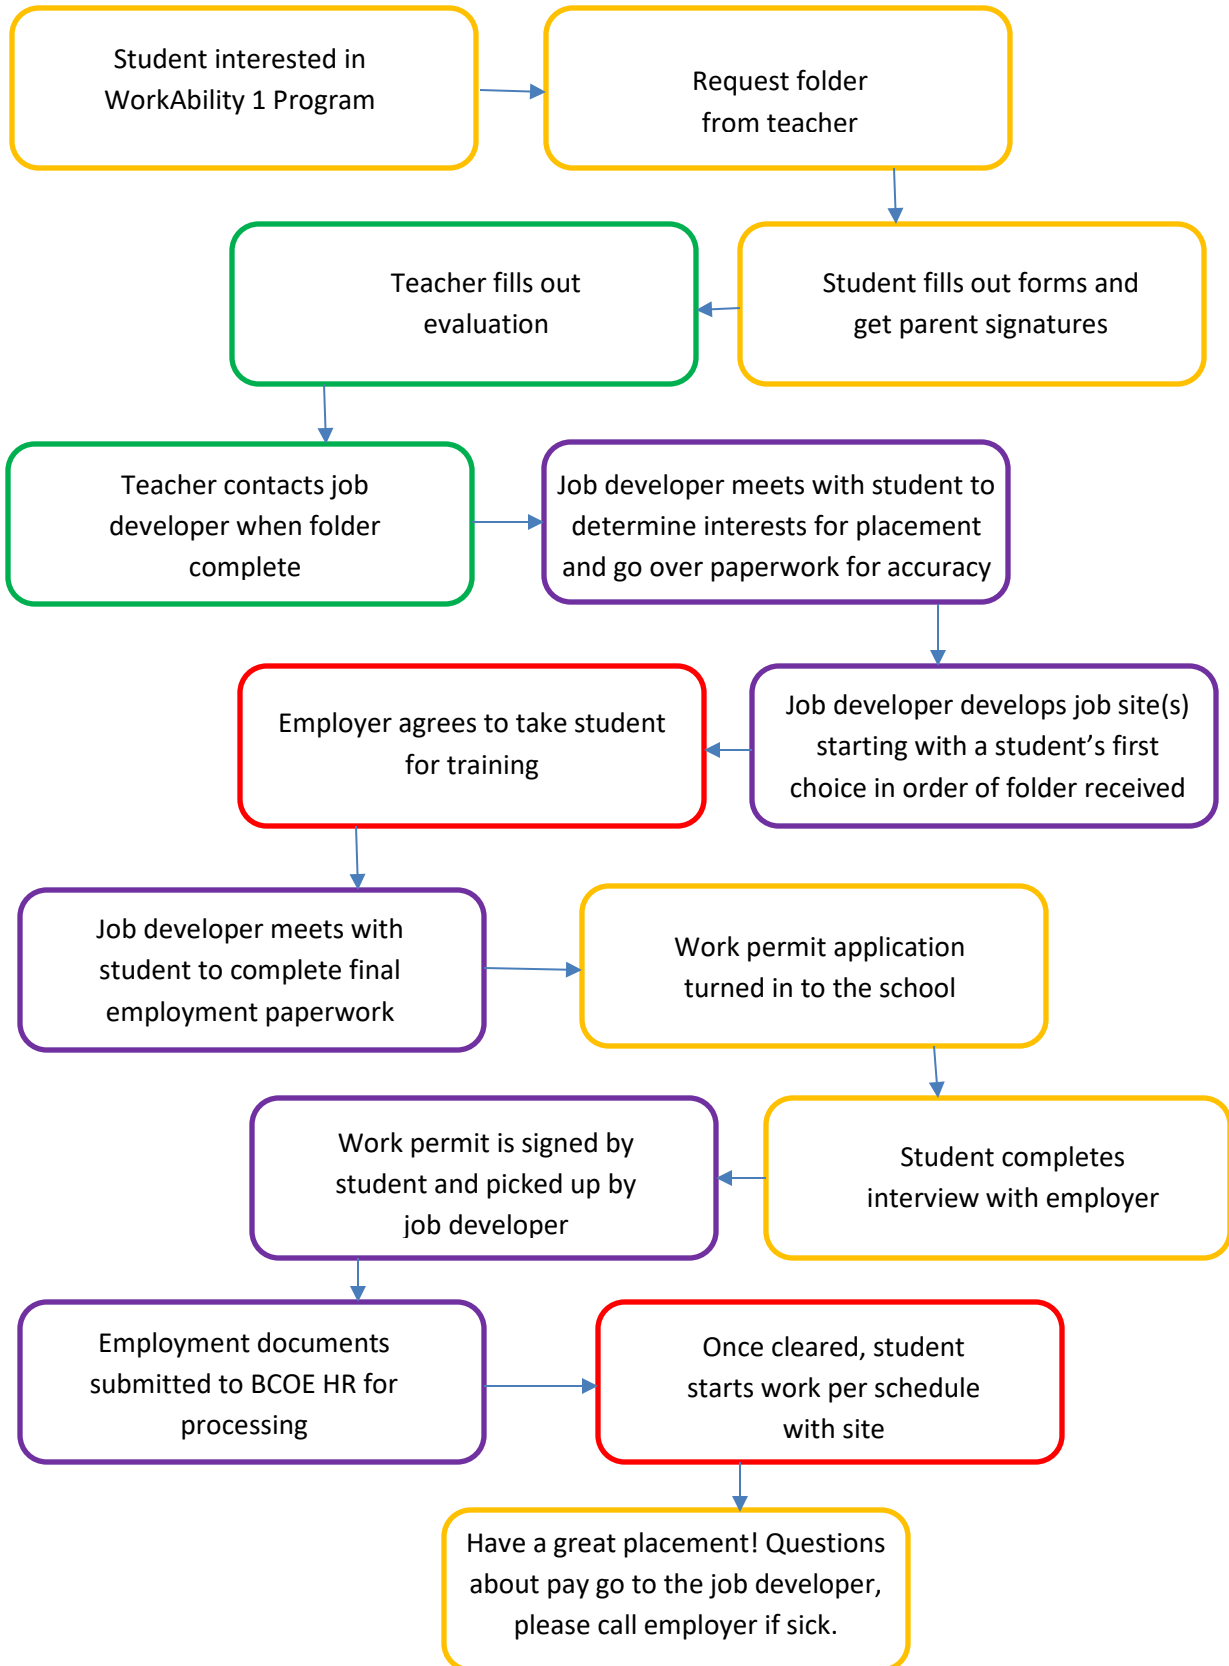 Student interested in
WorkAbility 1 Program
Request folder
from teacher
Student fills out forms and
get parent signatures
Teacher fills out
evaluation
Teacher contacts job
developer when folder
complete
Job developer meets with student to
determine interests for placement
and go over paperwork for accuracy
Job developer develops job site(s)
starting with a student’s first
choice in order of folder received
Employer agrees to take student
for training
Job developer meets with
student to complete final
employment paperwork
Work permit application
turned in to the school
Student completes
interview with employer
Work permit is signed by
student and picked up by
job developer
Employment documents
submitted to BCOE HR for
processing
Once cleared, student
starts work per schedule
with site
Have a great placement! Questions
about pay go to the job developer,
please call employer if sick.